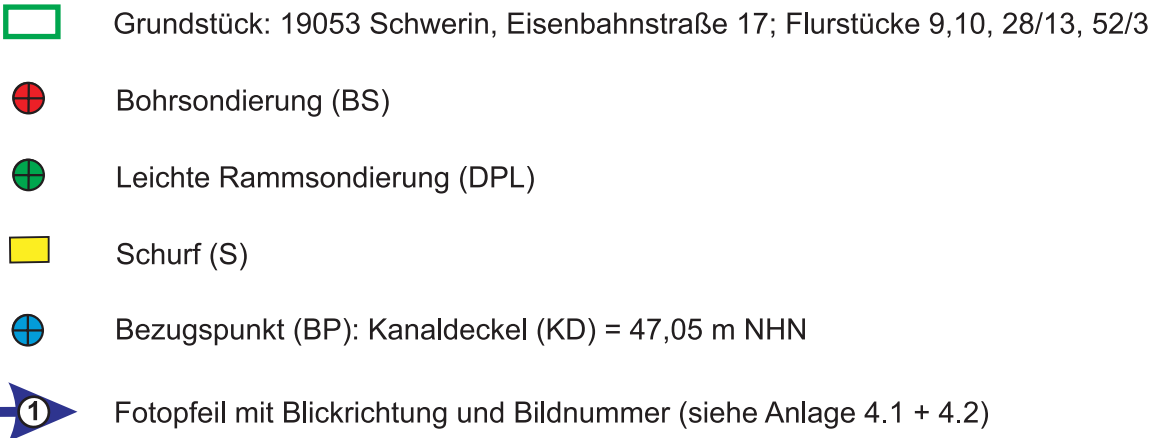 Grundstück: 19053 Schwerin, Eisenbahnstraße 17; Flurstücke 9,10, 28/13, 52/3
Bohrsondierung (BS)
Leichte Rammsondierung (DPL)
Schurf (S)
Bezugspunkt (BP): Kanaldeckel (KD) = 47,05 m NHN
1 Fotopfeil mit Blickrichtung und Bildnummer (siehe Anlage 4.1 + 4.2)